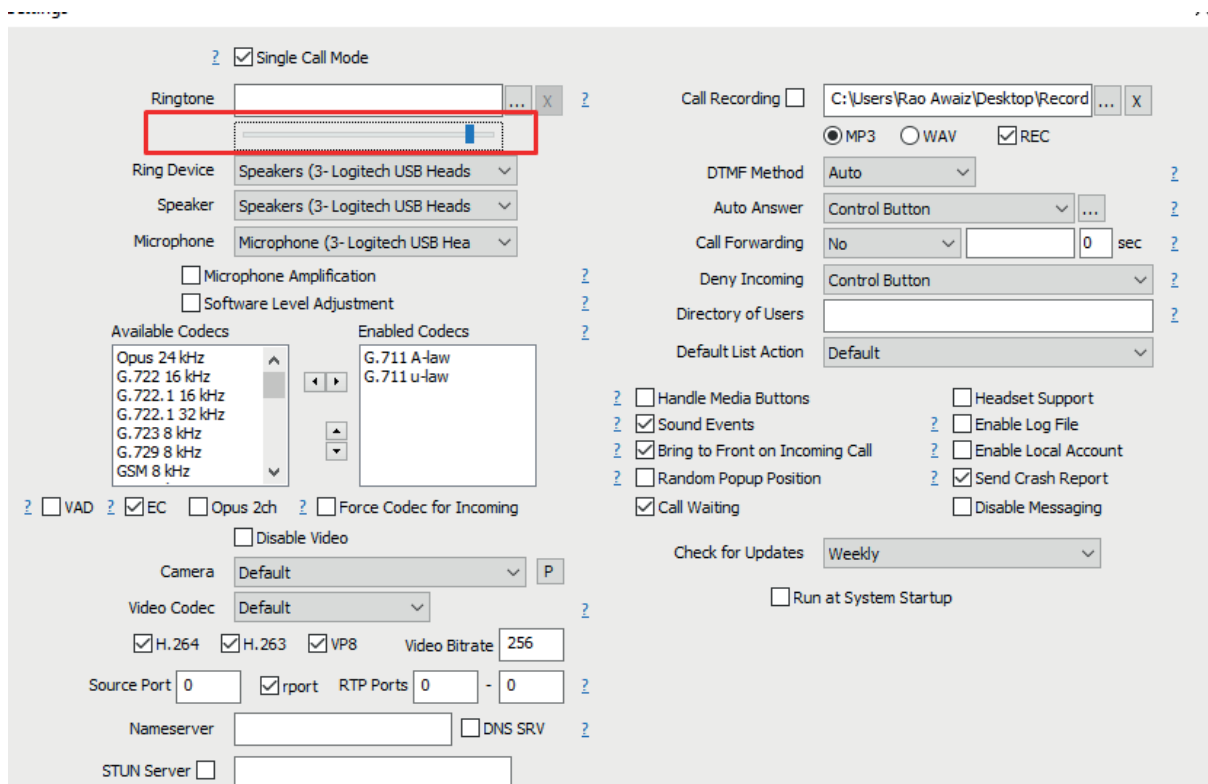 ? Single Call Mode
Ringtone ... X ?
Ring Device Speakers (3- Logitech USB Heads
Speaker Speakers (3- Logitech USB Heads
Microphone Microphone (3- Logitech USB Hea
Microphone Amplification ?
Software Level Adjustment ?
Available Codecs Enabled Codecs ?
Opus 24 kHz
G.722 16 kHz
G.722.1 16 kHz
G.722.1 32 kHz
G.723 8 kHz
G.729 8 kHz
GSM 8 kHz
G.711 A-law
G.711 u-law
? VAD ? EC Opus 2ch ? Force Codec for Incoming
Disable Video
Camera Default P
Video Codec Default ?
H.264 H.263 VP8 Video Bitrate 256
Source Port 0 rport RTP Ports 0 - 0 ?
Nameserver DNS SRV ?
STUN Server
Call Recording C:\Users\Rao Awaiz\Desktop\Record ... X
MP3 WAV REC
DTMF Method Auto ?
Auto Answer Control Button ... ?
Call Forwarding No 0 sec ?
Deny Incoming Control Button ?
Directory of Users ?
Default List Action Default
? Handle Media Buttons Headset Support
? Sound Events ? Enable Log File
? Bring to Front on Incoming Call ? Enable Local Account
? Random Popup Position ? Send Crash Report
Call Waiting Disable Messaging
Check for Updates Weekly
Run at System Startup